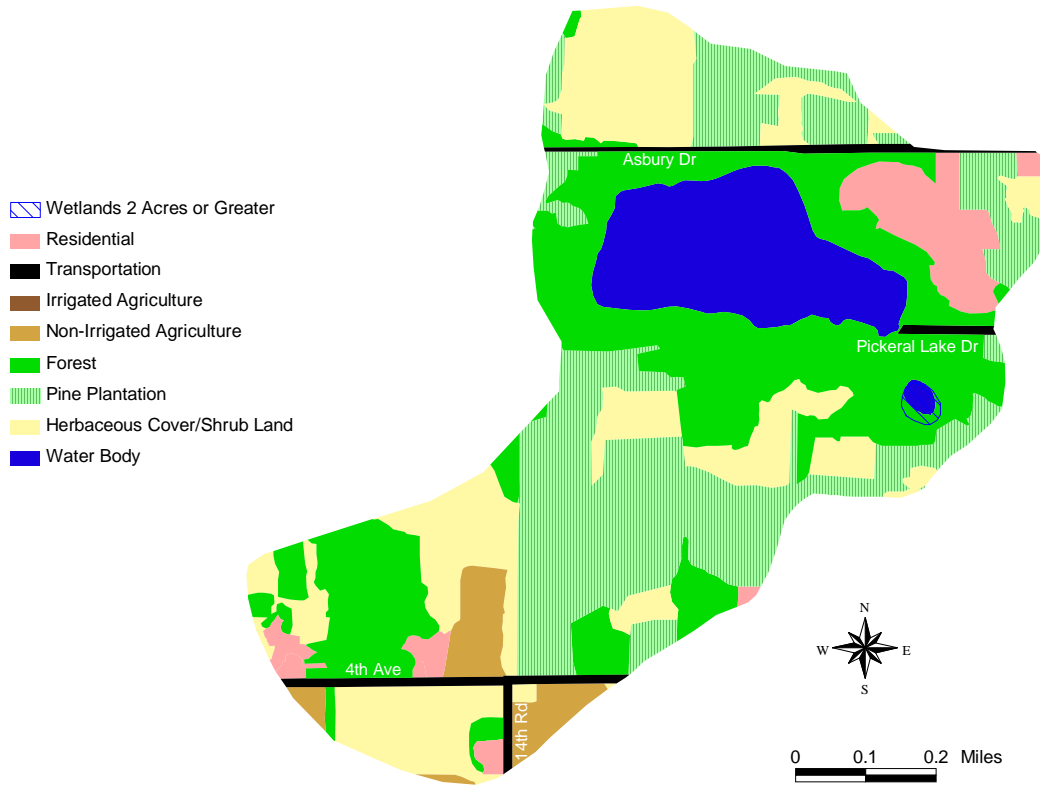 Asbury Dr
Wetlands 2 Acres or Greater
Residential
Transportation
Irrigated Agriculture
Non-Irrigated Agriculture
Forest
Pine Plantation
Herbaceous Cover/Shrub Land
Water Body
Pickeral Lake Dr
4th Ave
14th Rd
N
W E
S
0 0.1 0.2 Miles